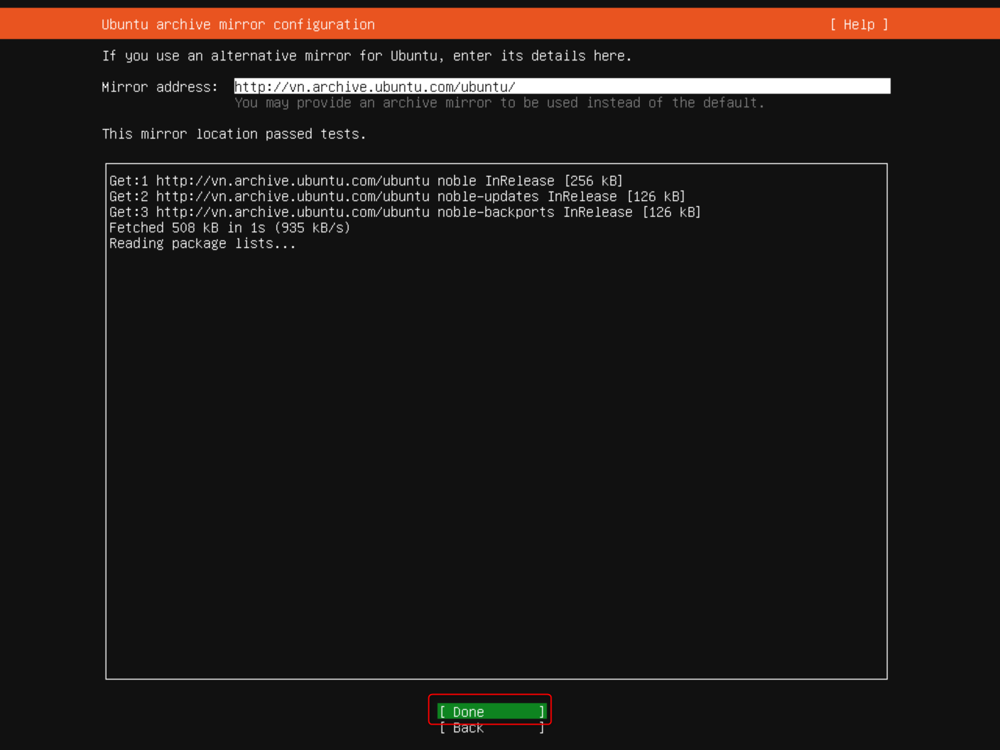 Ubuntu archive mirror configuration [ Help ]
If you use an alternative mirror for Ubuntu, enter its details here.
Mirror address: http://vn.archive.ubuntu.com/ubuntu/
You may provide an archive mirror to be used instead of the default.
This mirror location passed tests.
Get:1 http://vn.archive.ubuntu.com/ubuntu noble InRelease [256 kB]
Get:2 http://vn.archive.ubuntu.com/ubuntu noble-updates InRelease [126 kB]
Get:3 http://vn.archive.ubuntu.com/ubuntu noble-backports InRelease [126 kB]
Fetched 508 kB in 1s (935 kB/s)
Reading package lists...
[ Done ]
[ Back ]